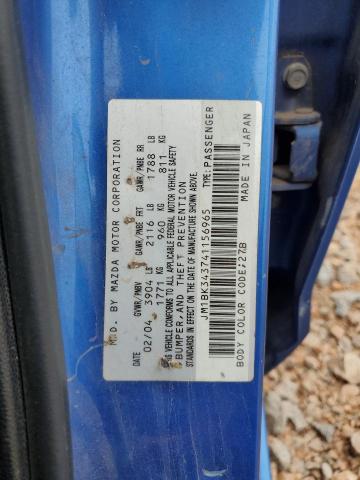 MFD. BY MAZDA MOTOR CORPORATION
GVWR/PNBV GAWR/PNBE FRT GAWR/PNBE RR
DATE 3904 LB 2116 LB 1788 LB
02/04 1771 KG 960 KG 811 KG
THIS VEHICLE CONFORMS TO ALL APPLICABLE FEDERAL MOTOR VEHICLE SAFETY
BUMPER, AND THEFT PREVENTION
STANDARDS IN EFFECT ON THE DATE OF MANUFACTURE SHOWN ABOVE.
JM1BK343741156965 TYPE: PASSENGER
BODY COLOR CODE; 27B MADE IN JAPAN